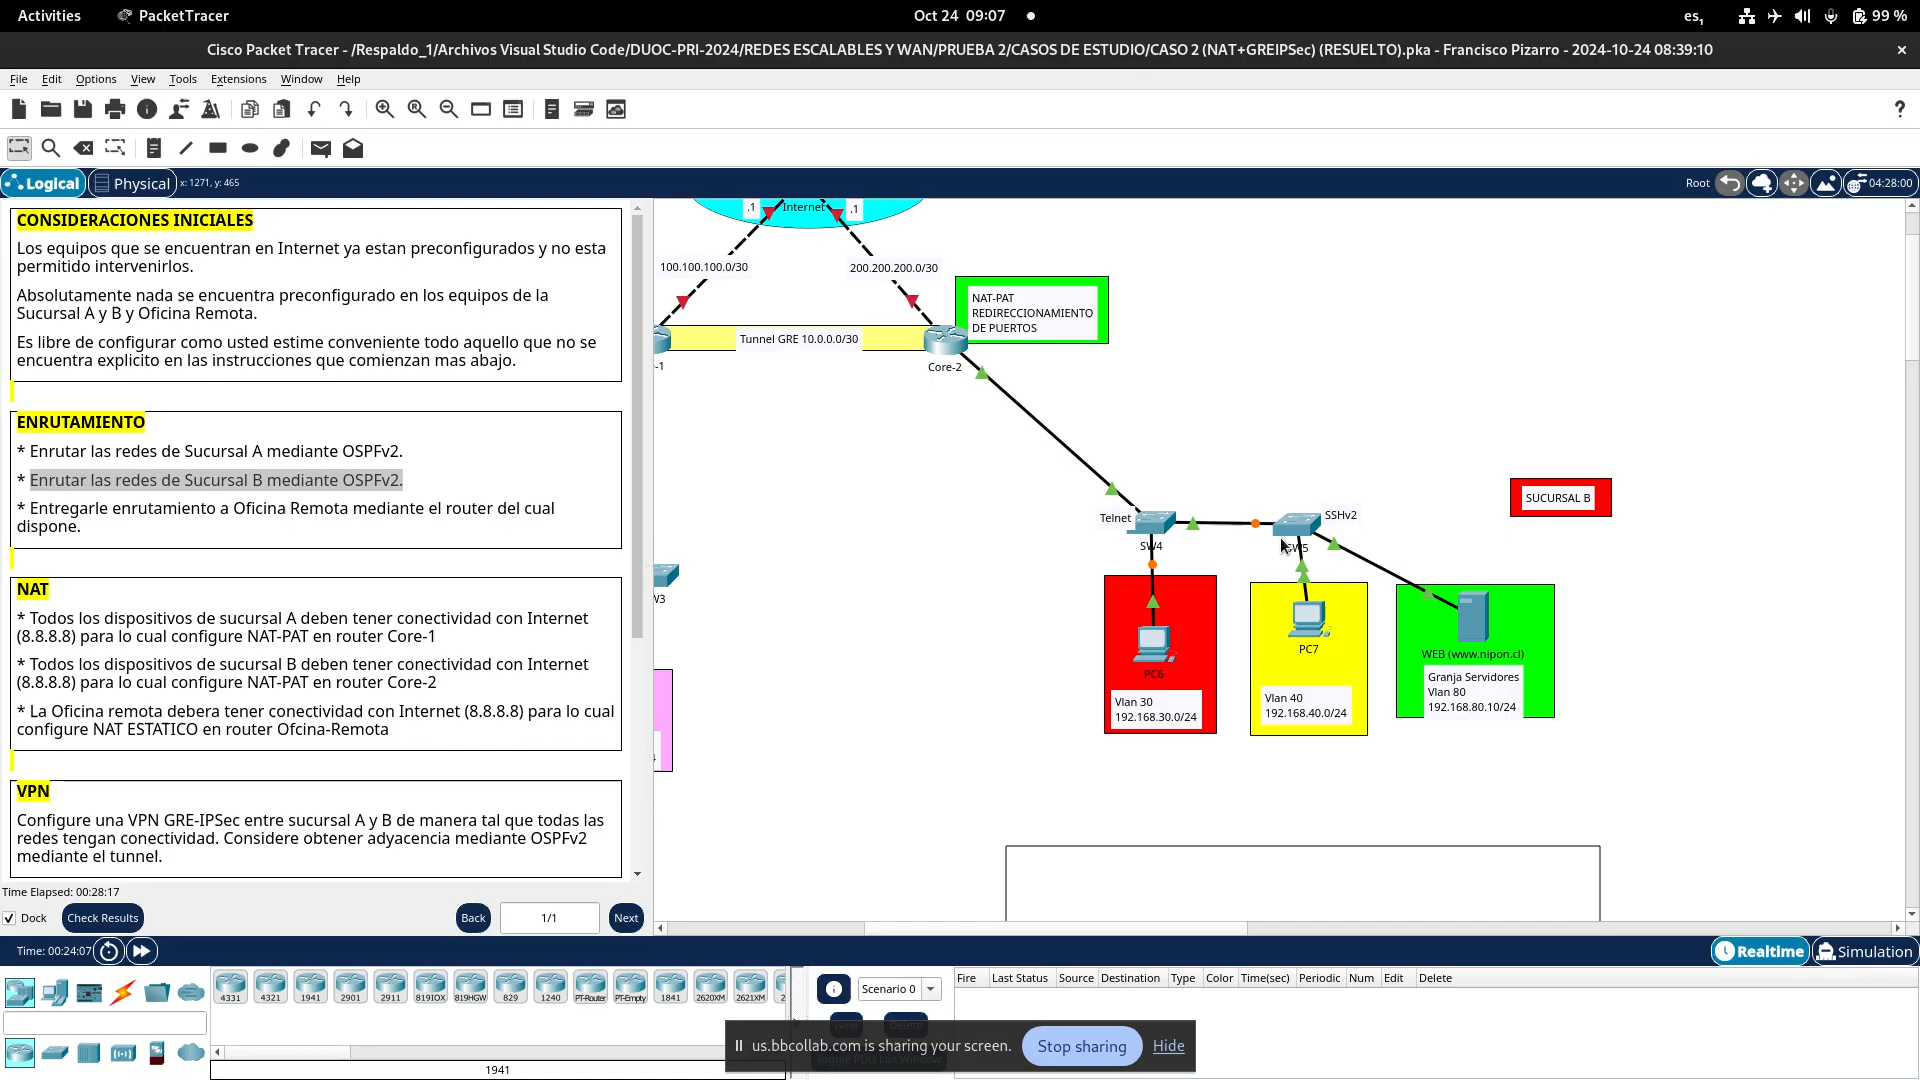 Activities
PacketTracer
Oct 24 09:07
es1
99 %
Cisco Packet Tracer - /Respaldo_1/Archivos Visual Studio Code/DUOC-PRI-2024/REDES ESCALABLES Y WAN/PRUEBA 2/CASOS DE ESTUDIO/CASO 2 (NAT+GREIPSec) (RESUELTO).pka - Francisco Pizarro - 2024-10-24 08:39:10
File Edit Options View Tools Extensions Window Help
Logical
Physical
x: 1271, y: 465
Root
04:28:00
CONSIDERACIONES INICIALES
Los equipos que se encuentran en Internet ya estan preconfigurados y no esta
permitido intervenirlos.
Absolutamente nada se encuentra preconfigurado en los equipos de la
Sucursal A y B y Oficina Remota.
Es libre de configurar como usted estime conveniente todo aquello que no se
encuentra explicito en las instrucciones que comienzan mas abajo.
ENRUTAMIENTO
* Enrutar las redes de Sucursal A mediante OSPFv2.
* Enrutar las redes de Sucursal B mediante OSPFv2.
* Entregarle enrutamiento a Oficina Remota mediante el router del cual
dispone.
NAT
* Todos los dispositivos de sucursal A deben tener conectividad con Internet
(8.8.8.8) para lo cual configure NAT-PAT en router Core-1
* Todos los dispositivos de sucursal B deben tener conectividad con Internet
(8.8.8.8) para lo cual configure NAT-PAT en router Core-2
* La Oficina remota debera tener conectividad con Internet (8.8.8.8) para lo cual
configure NAT ESTATICO en router Ofcina-Remota
VPN
Configure una VPN GRE-IPSec entre sucursal A y B de manera tal que todas las
redes tengan conectividad. Considere obtener adyacencia mediante OSPFv2
mediante el tunnel.
Time Elapsed: 00:28:17
Dock
Check Results
Back
1/1
Next
.1
Internet
.1
100.100.100.0/30
200.200.200.0/30
NAT-PAT
REDIRECCIONAMIENTO
DE PUERTOS
Tunnel GRE 10.0.0.0/30
-1
Core-2
Telnet
SW4
SSHv2
SW5
SUCURSAL B
W3
PC6
Vlan 30
192.168.30.0/24
PC7
Vlan 40
192.168.40.0/24
WEB (www.nipon.cl)
Granja Servidores
Vlan 80
192.168.80.10/24
Time: 00:24:07
Realtime
Simulation
4331 4321 1941 2901 2911 819IOX 819HGW 829 1240 PT-Router PT-Empty 1841 2620XM 2621XM 2
1941
Scenario 0
New
Delete
Toggle PDU List Window
Fire Last Status Source Destination Type Color Time(sec) Periodic Num Edit Delete
us.bbcollab.com is sharing your screen.
Stop sharing
Hide